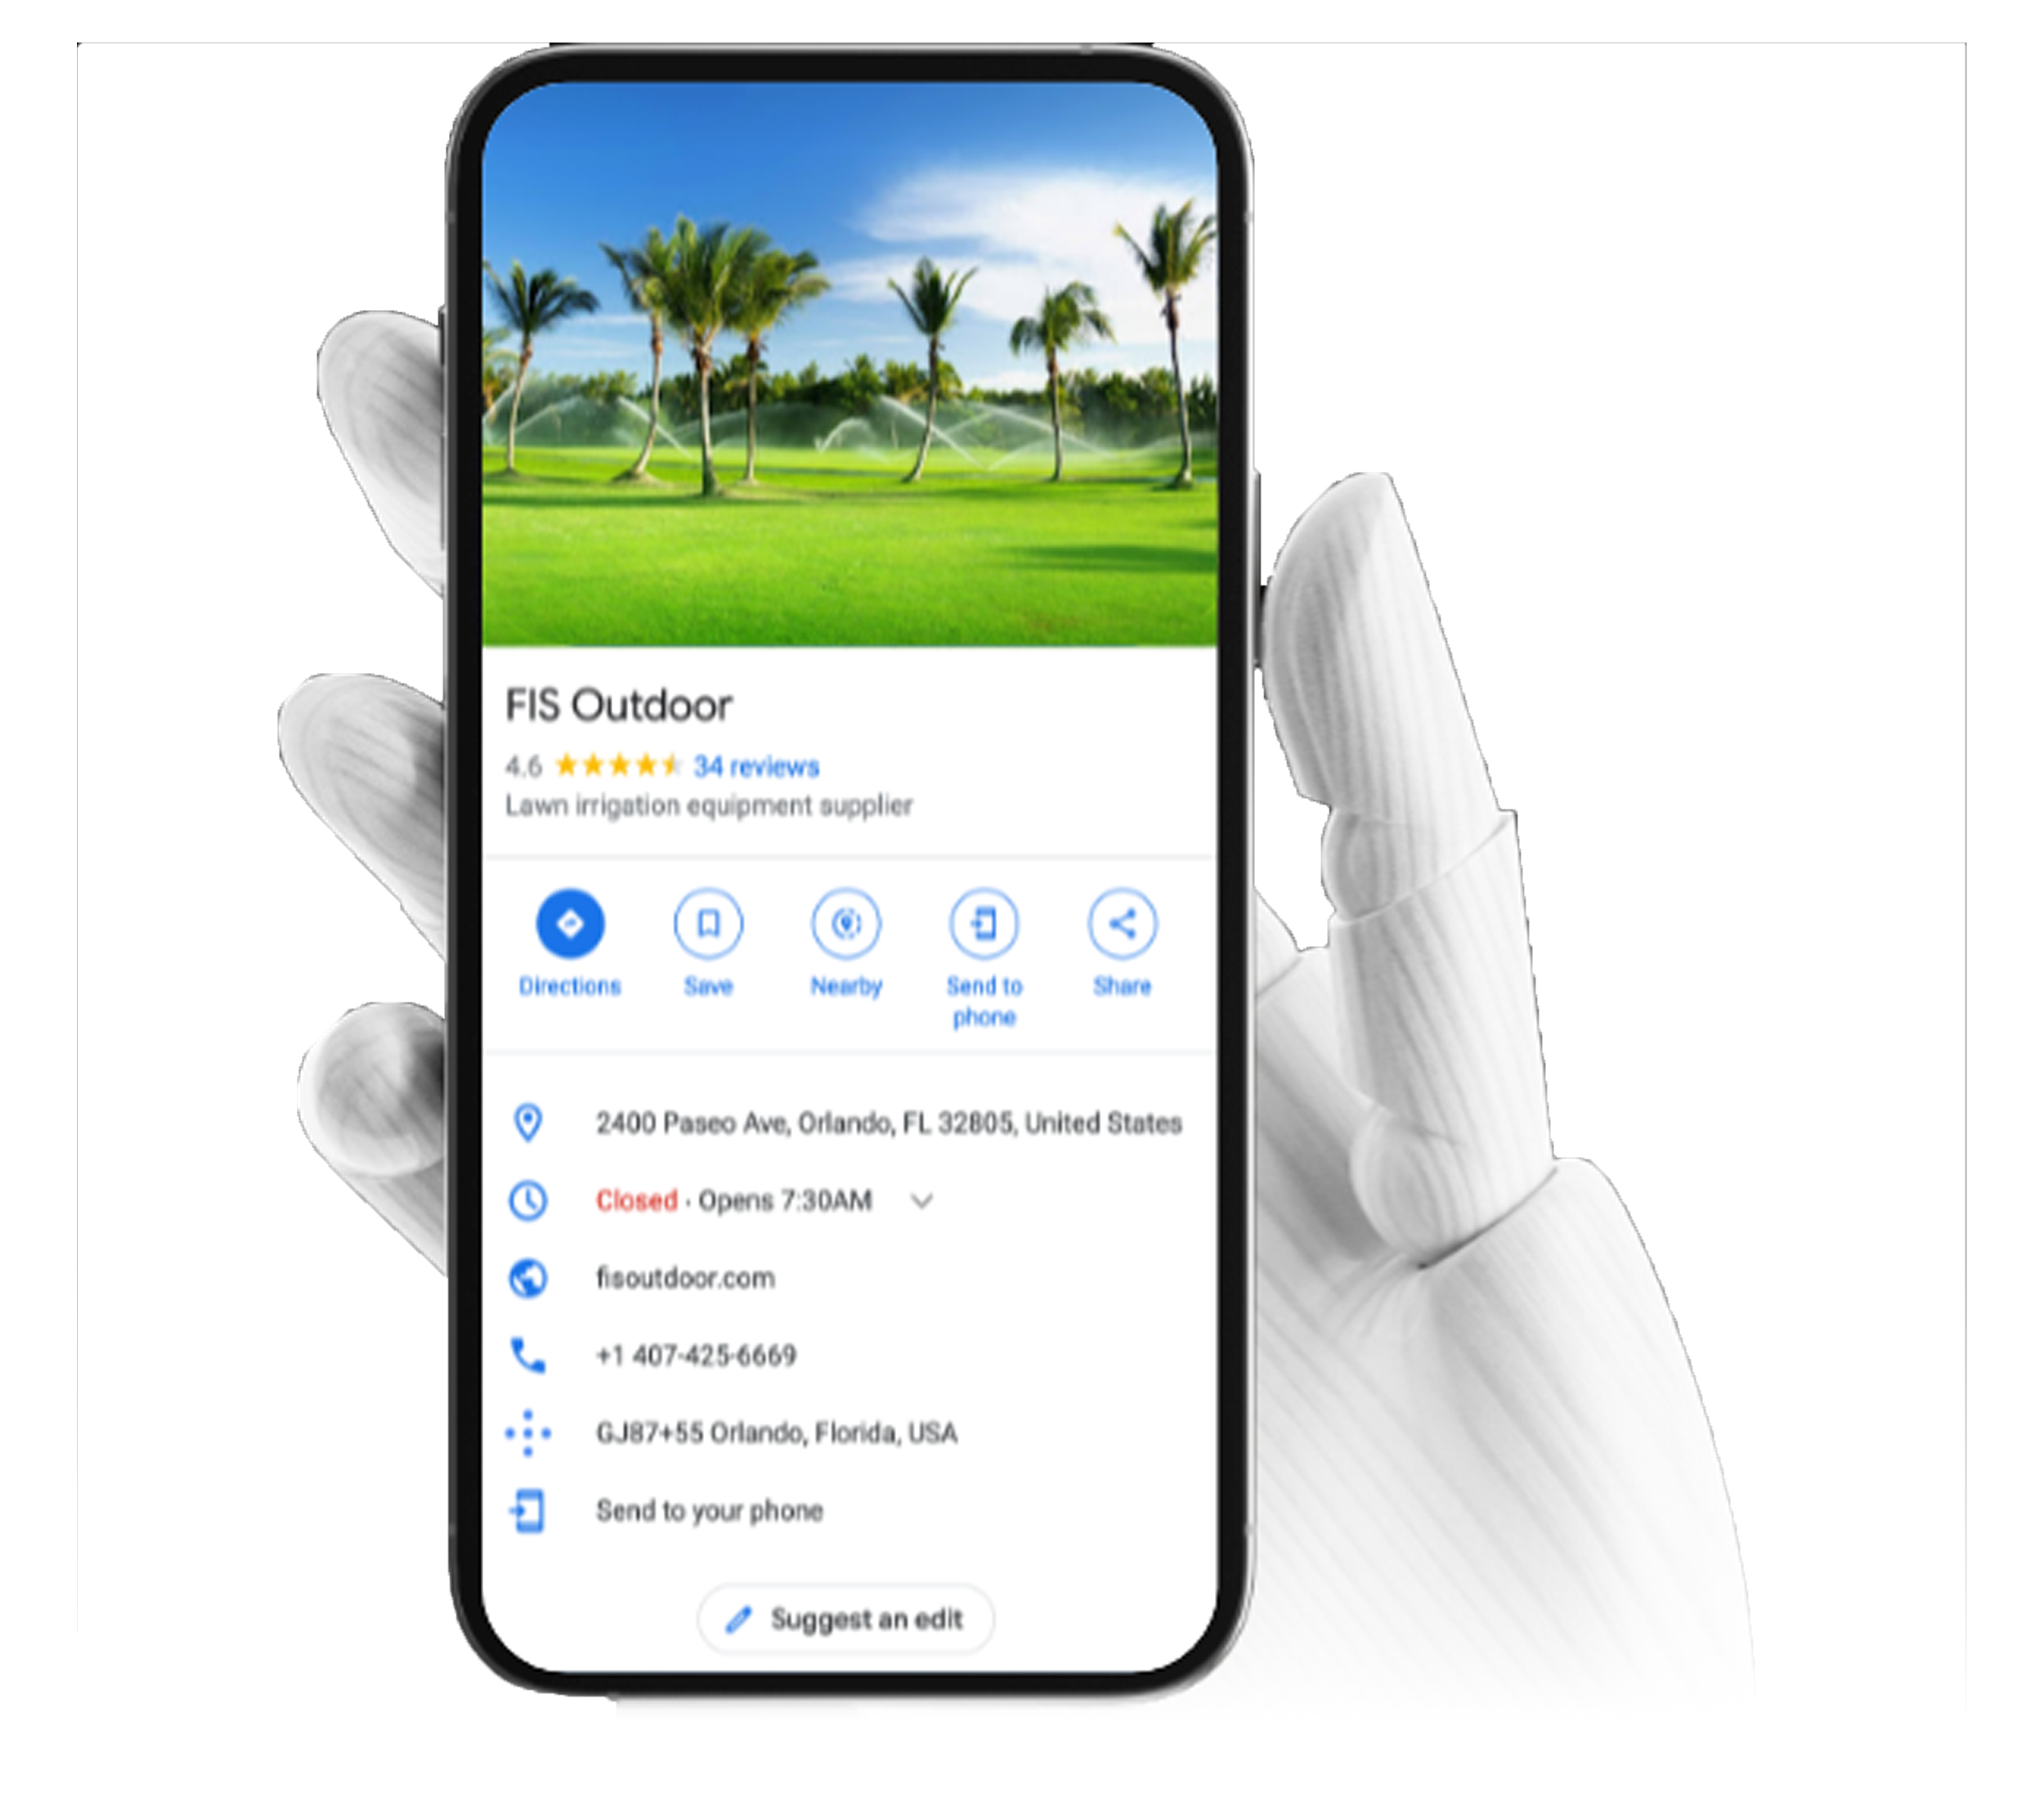 FIS Outdoor
4.6 34 reviews
Lawn irrigation equipment supplier
Directions Save Nearby Send to phone Share
2400 Paseo Ave, Orlando, FL 32805, United States
Closed · Opens 7:30AM
fisoutdoor.com
+1 407-425-6669
GJ87+55 Orlando, Florida, USA
Send to your phone
Suggest an edit